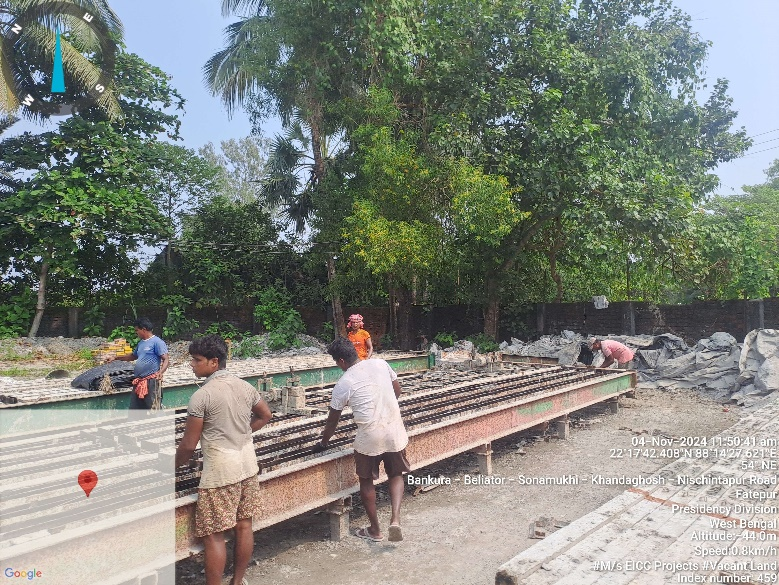 N E
W S
04-Nov-2024 11:50:41 am
22°17'42.408"N 88°14'27.621"E
54° NE
Bankura - Beliator - Sonamukhi - Khandaghosh - Nischintapur Road
Fatepur
Presidency Division
West Bengal
Altitude:-44.0m
Speed:0.8km/h
#M/s EICC Projects #Vacant Land
Index number: 459
Google